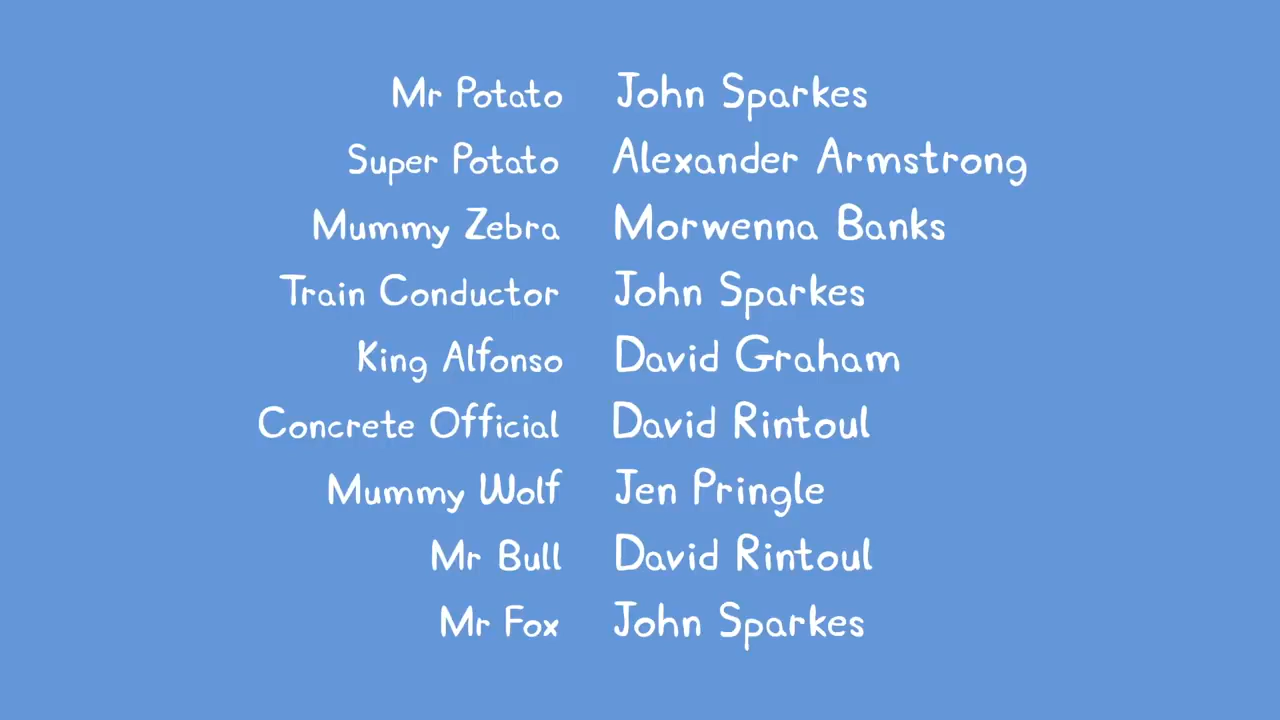 Mr Potato John Sparkes
Super Potato Alexander Armstrong
Mummy Zebra Morwenna Banks
Train Conductor John Sparkes
King Alfonso David Graham
Concrete Official David Rintoul
Mummy Wolf Jen Pringle
Mr Bull David Rintoul
Mr Fox John Sparkes